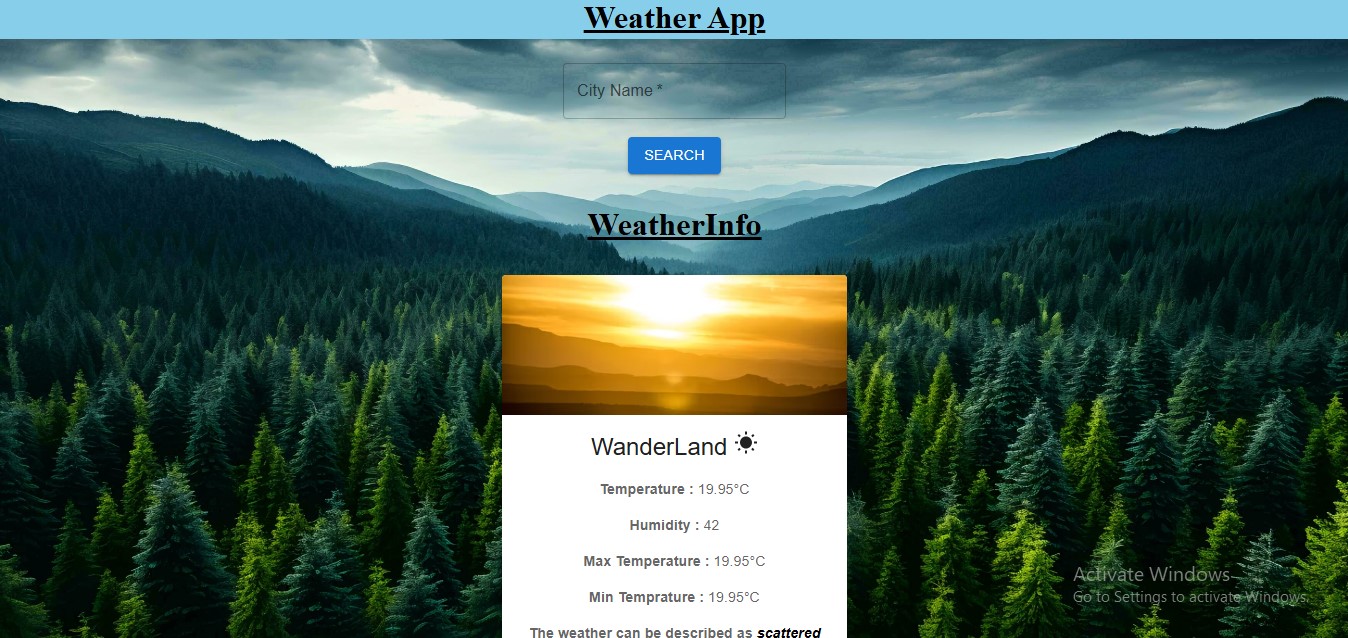 Weather App
City Name *
SEARCH
WeatherInfo
WanderLand
Temperature : 19.95°C
Humidity : 42
Max Temperature : 19.95°C
Min Temprature : 19.95°C
The weather can be described as scattered
Activate Windows
Go to Settings to activate Windows.